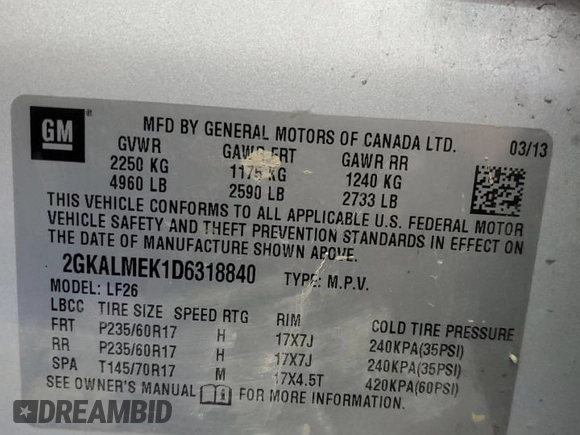 GM ®
MFD BY GENERAL MOTORS OF CANADA LTD. 03/13
GVWR GAWR FRT GAWR RR
2250 KG 1175 KG 1240 KG
4960 LB 2590 LB 2733 LB
THIS VEHICLE CONFORMS TO ALL APPLICABLE U.S. FEDERAL MOTOR
VEHICLE SAFETY AND THEFT PREVENTION STANDARDS IN EFFECT ON
THE DATE OF MANUFACTURE SHOWN ABOVE.
2GKALMEK1D6318840 TYPE: M.P.V.
MODEL: LF26
LBCC TIRE SIZE SPEED RTG RIM COLD TIRE PRESSURE
FRT P235/60R17 H 17X7J 240KPA(35PSI)
RR P235/60R17 H 17X7J 240KPA(35PSI)
SPA T145/70R17 M 17X4.5T 420KPA(60PSI)
SEE OWNER'S MANUAL i FOR MORE INFORMATION.
DREAMBID